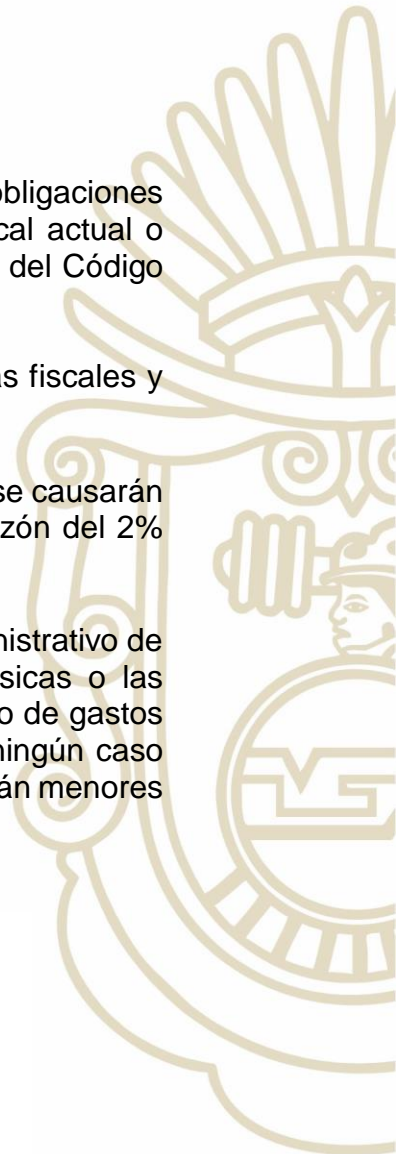 obligaciones
cal actual o
del Código
as fiscales y
se causarán
zón del 2%
nistrativo de
sicas o las
o de gastos
ningún caso
án menores